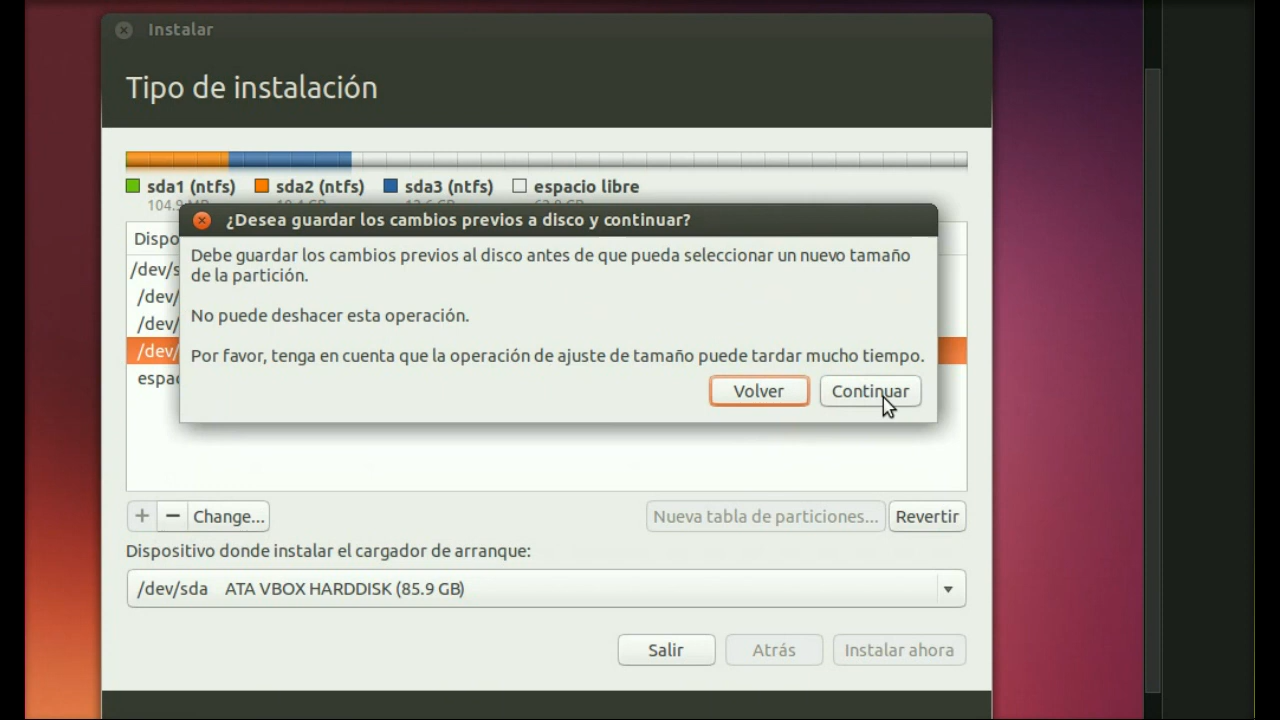 Instalar
Tipo de instalación
sda1 (ntfs) sda2 (ntfs) sda3 (ntfs) espacio libre
¿Desea guardar los cambios previos a disco y continuar?
Debe guardar los cambios previos al disco antes de que pueda seleccionar un nuevo tamaño
de la partición.
No puede deshacer esta operación.
Por favor, tenga en cuenta que la operación de ajuste de tamaño puede tardar mucho tiempo.
Volver Continuar
Dispo
/dev/s
/dev/
/dev/
/dev/
espac
+ − Change... Nueva tabla de particiones... Revertir
Dispositivo donde instalar el cargador de arranque:
/dev/sda ATA VBOX HARDDISK (85.9 GB)
Salir Atrás Instalar ahora